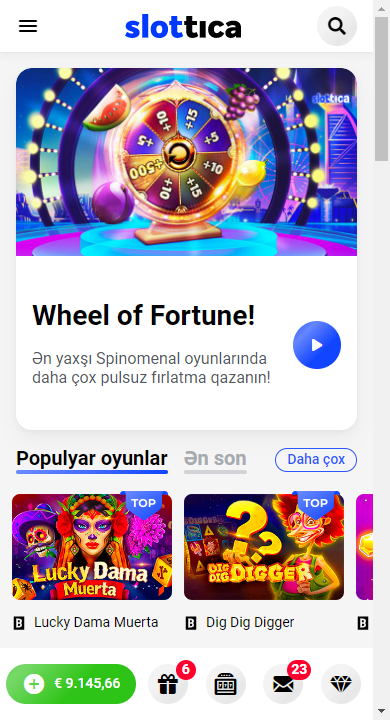 slottica
slottica
+15
+5
+10
+15
+500
+10
Wheel of Fortune!
Ən yaxşı Spinomenal oyunlarında
daha çox pulsuz fırlatma qazanın!
Populyar oyunlar
Ən son
Daha çox
TOP
TOP
Lucky Dama
Muerta
DIG DIG DIGGER
Lucky Dama Muerta
Dig Dig Digger
€ 9.145,66
6
23